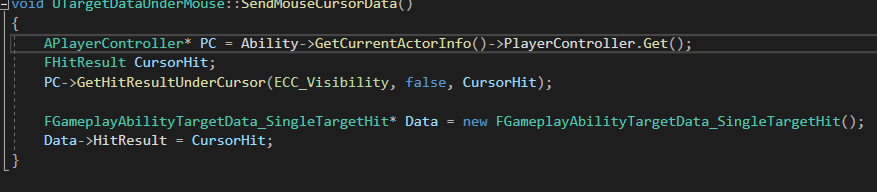 void UTargetDataUnderMouse::SendMouseCursorData()
{
APlayerController* PC = Ability->GetCurrentActorInfo()->PlayerController.Get();
FHitResult CursorHit;
PC->GetHitResultUnderCursor(ECC_Visibility, false, CursorHit);
FGameplayAbilityTargetData_SingleTargetHit* Data = new FGameplayAbilityTargetData_SingleTargetHit();
Data->HitResult = CursorHit;
}